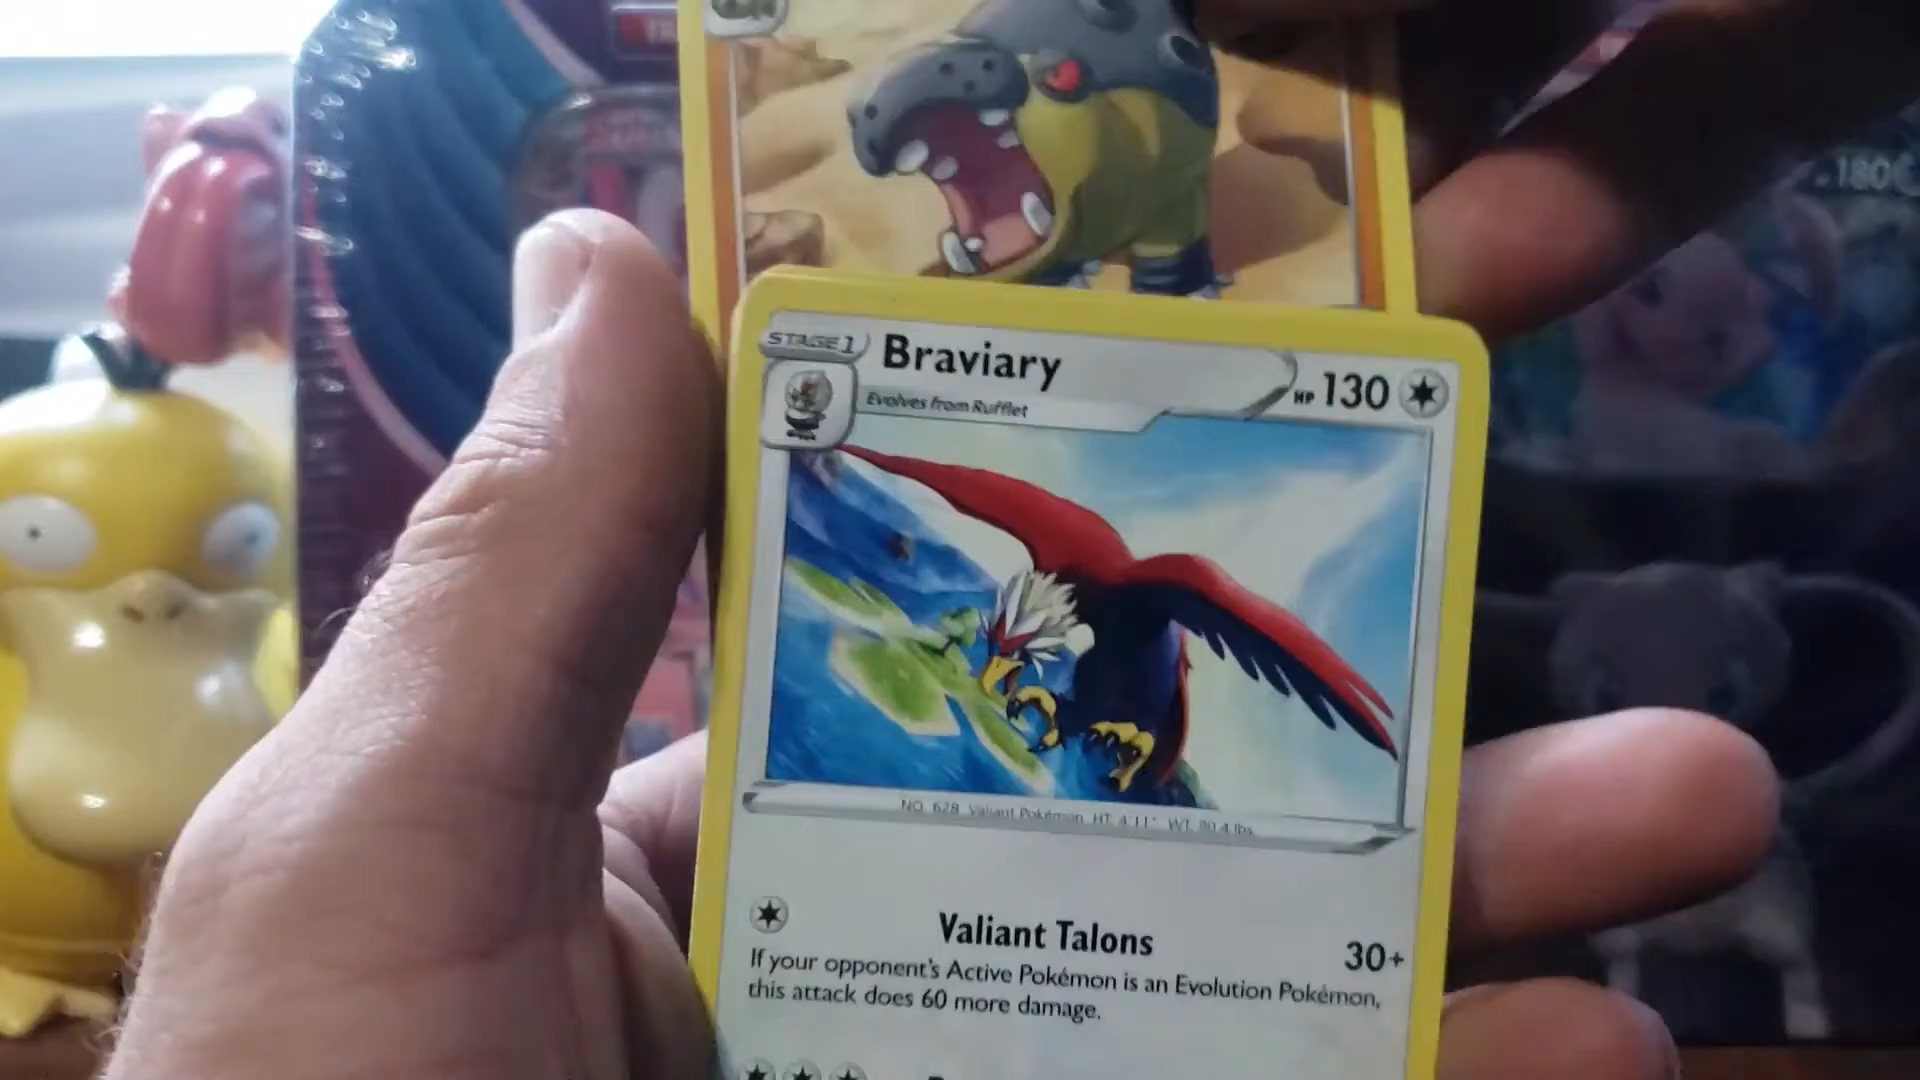 STAGE 1
Braviary
HP 130
Evolves from Rufflet
NO. 628 Valiant Pokémon HT. 4'11" WT. 90.4 lbs.
Valiant Talons 30+
If your opponent's Active Pokémon is an Evolution Pokémon,
this attack does 60 more damage.
180